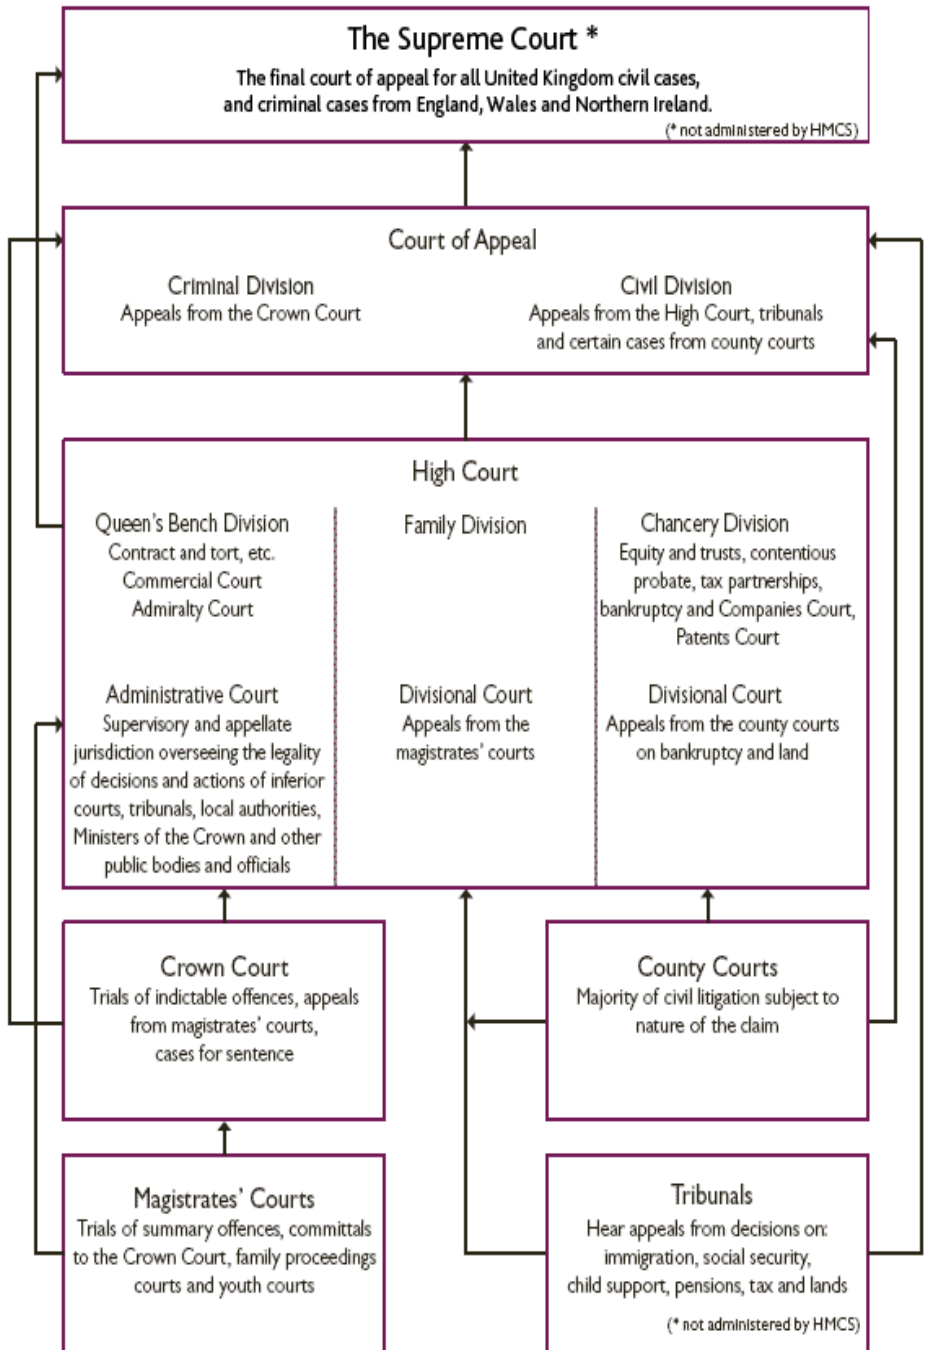 The Supreme Court *
The final court of appeal for all United Kingdom civil cases,
and criminal cases from England, Wales and Northern Ireland.
(* not administered by HMCS)
Court of Appeal
Criminal Division
Appeals from the Crown Court
Civil Division
Appeals from the High Court, tribunals
and certain cases from county courts
High Court
Queen's Bench Division
Contract and tort, etc.
Commercial Court
Admiralty Court
Family Division
Chancery Division
Equity and trusts, contentious
probate, tax partnerships,
bankruptcy and Companies Court,
Patents Court
Administrative Court
Supervisory and appellate
jurisdiction overseeing the legality
of decisions and actions of inferior
courts, tribunals, local authorities,
Ministers of the Crown and other
public bodies and officials
Divisional Court
Appeals from the
magistrates' courts
Divisional Court
Appeals from the county courts
on bankruptcy and land
Crown Court
Trials of indictable offences, appeals
from magistrates' courts,
cases for sentence
County Courts
Majority of civil litigation subject to
nature of the claim
Magistrates' Courts
Trials of summary offences, committals
to the Crown Court, family proceedings
courts and youth courts
Tribunals
Hear appeals from decisions on:
immigration, social security,
child support, pensions, tax and lands
(* not administered by HMCS)